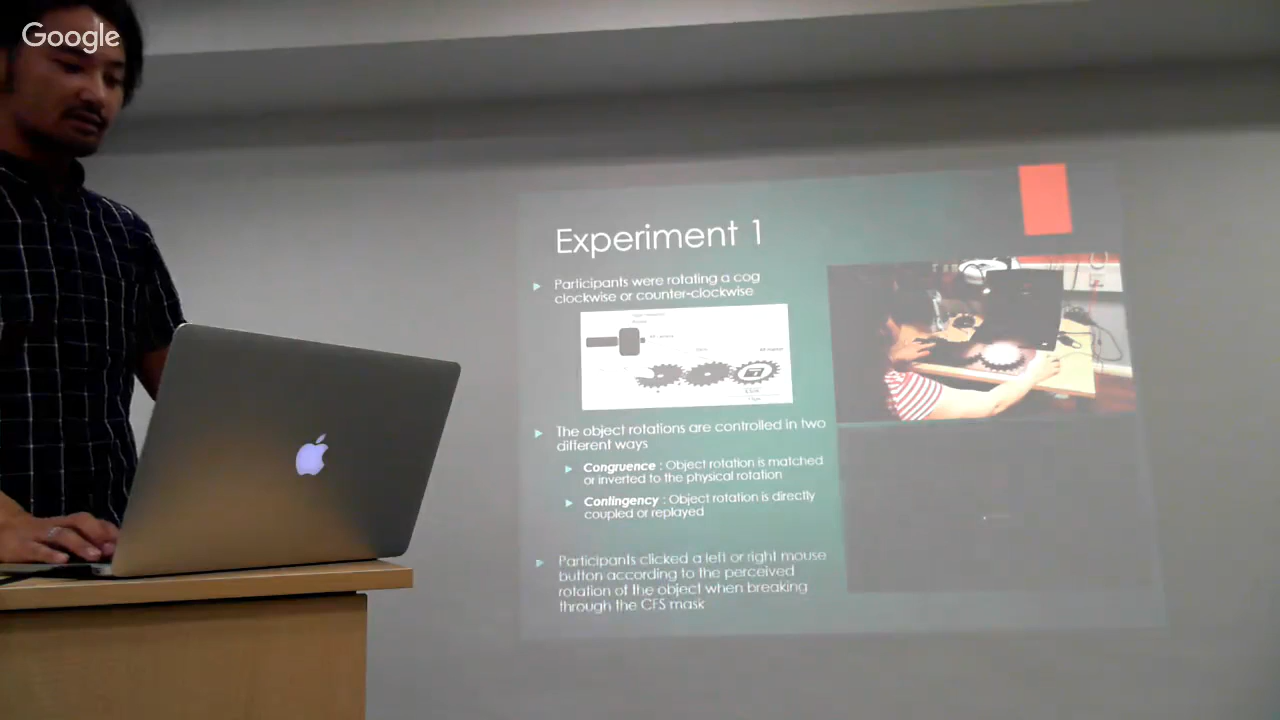 Google
Experiment 1
Participants were rotating a cog
clockwise or counter-clockwise
The object rotations are controlled in two
different ways
Congruence : Object rotation is matched
or inverted to the physical rotation
Contingency : Object rotation is directly
coupled or replayed
Participants clicked a left or right mouse
button according to the perceived
rotation of the object when breaking
through the CFS mask